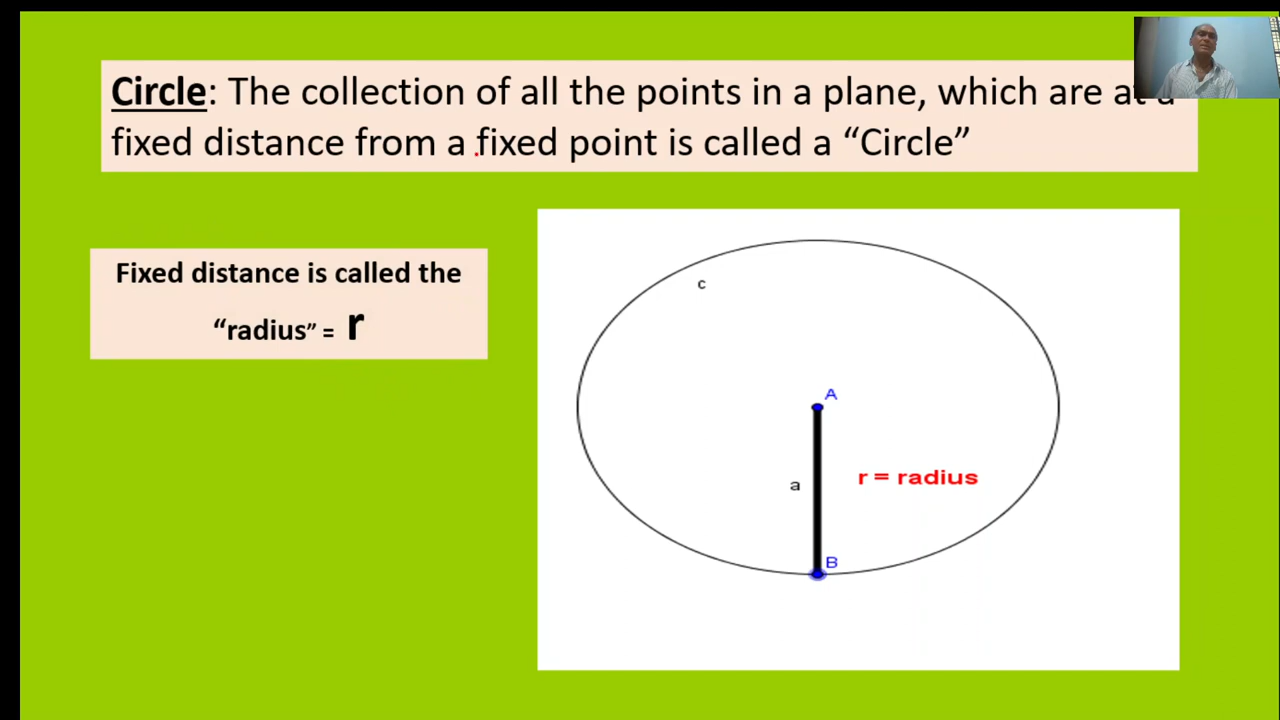 Circle: The collection of all the points in a plane, which are at a
fixed distance from a fixed point is called a “Circle”
Fixed distance is called the
“radius” = r
c
A
a
r = radius
B